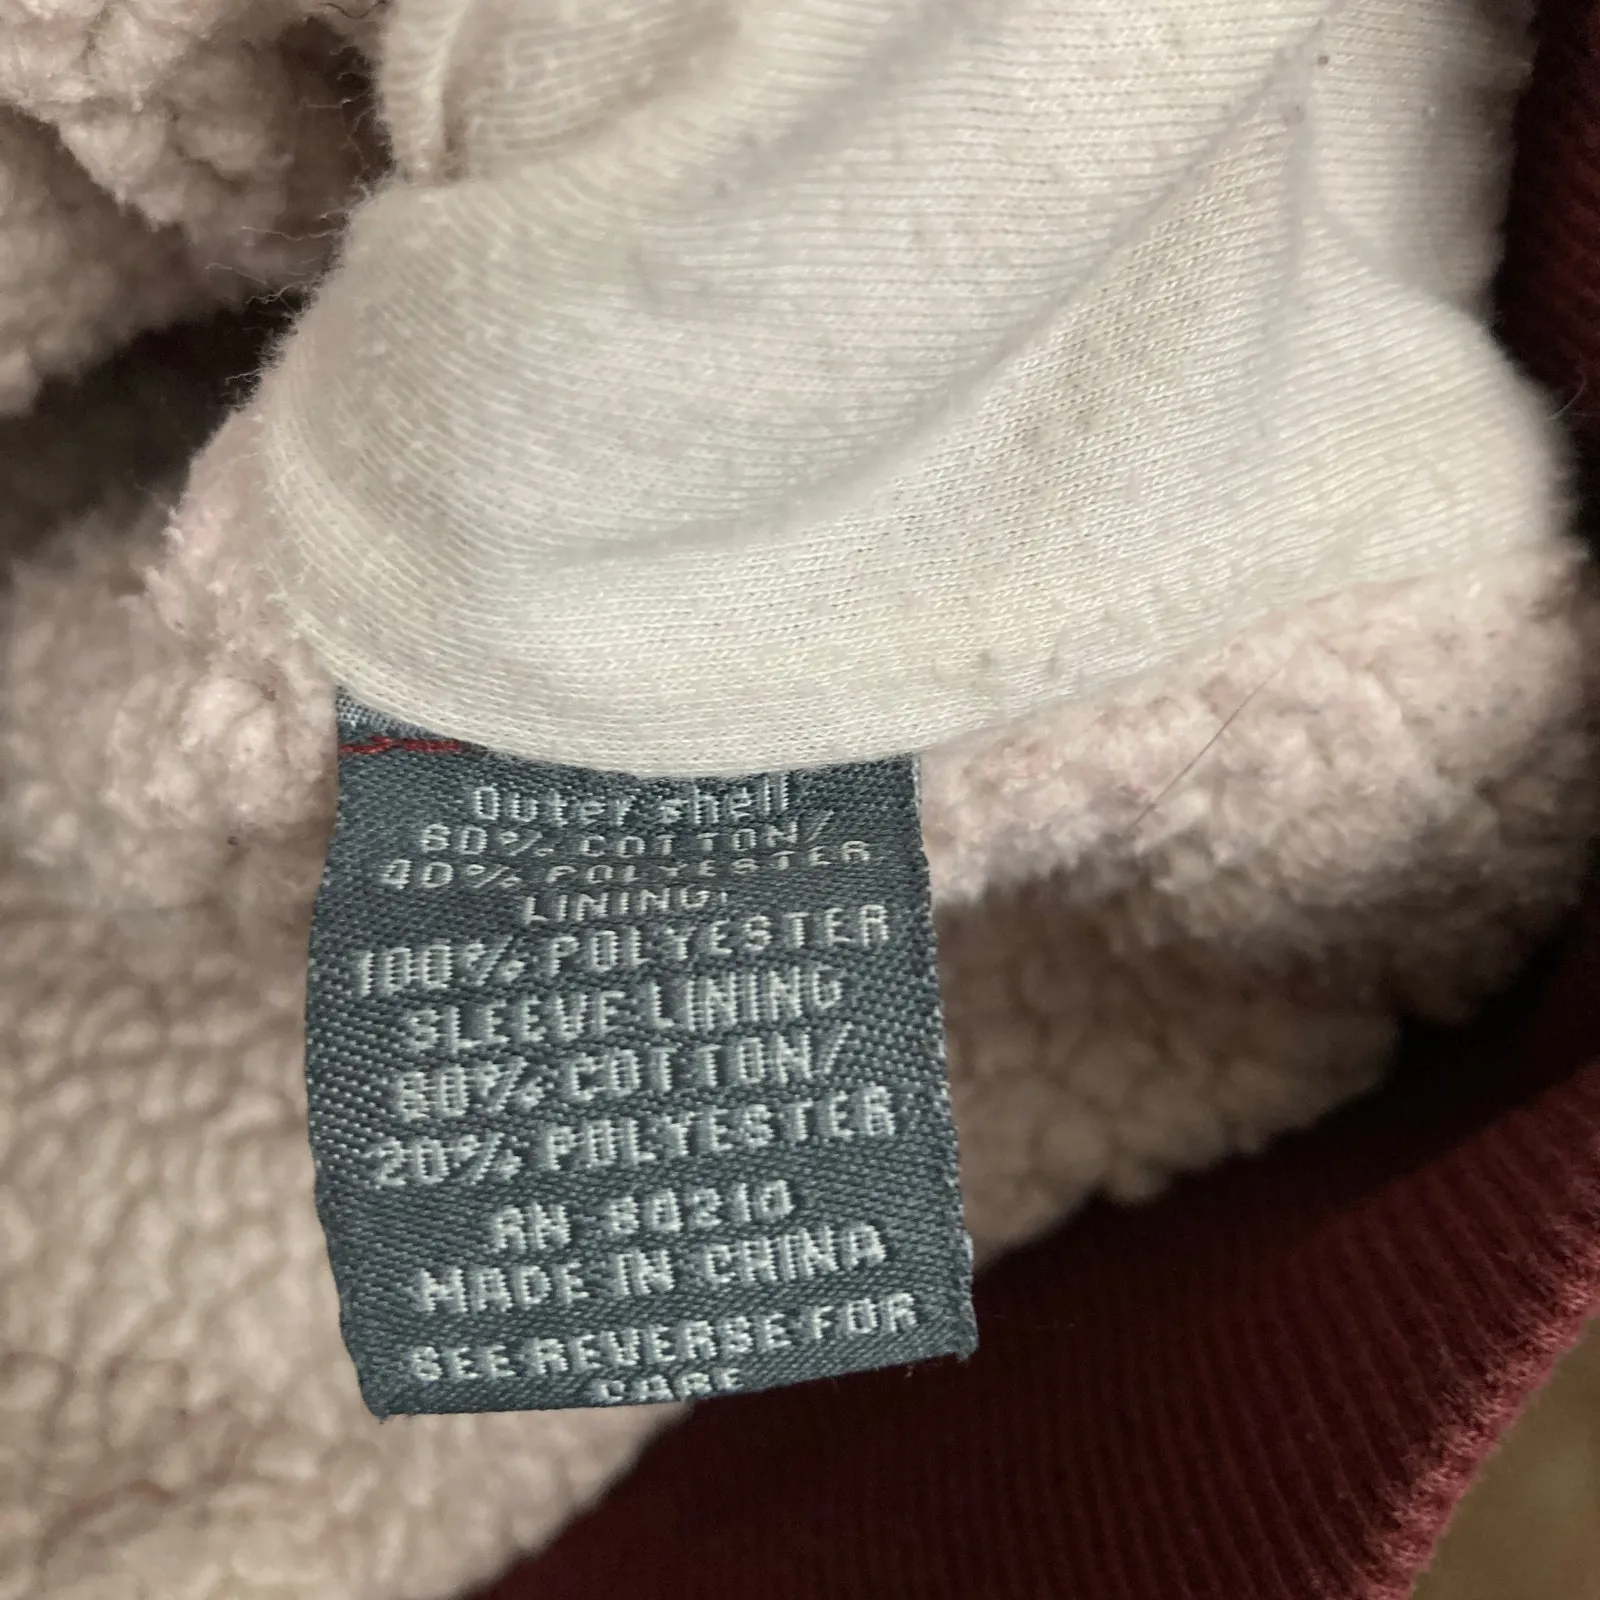 Outer shell
60% COTTON/
40% POLYESTER
LINING:
100% POLYESTER
SLEEVE LINING
80% COTTON/
20% POLYESTER
RN
MADE IN CHINA
SEE REVERSE FOR
CARE